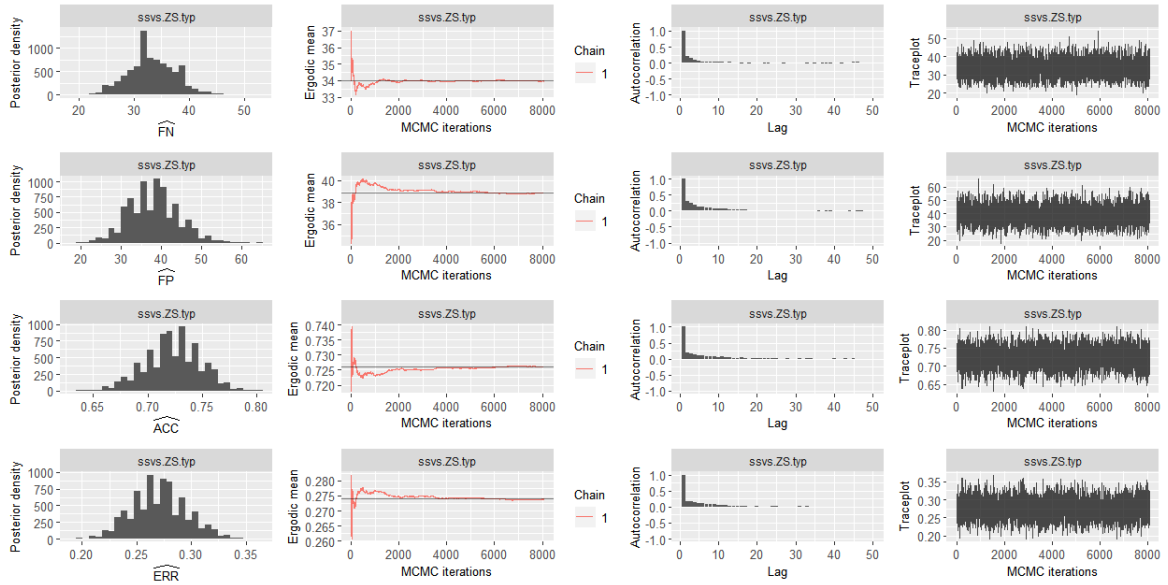 ssvs.ZS.typ ssvs.ZS.typ ssvs.ZS.typ ssvs.ZS.typ
Posterior density 1000 500 0
30 40 50
FN
Ergodic mean 37 36 35 34 33
0 2000 4000 6000 8000
MCMC iterations
Chain
1
Autocorrelation 1.0 0.5 0.0 -0.5 -1.0
0 10 20 30 40 50
Lag
Traceplot 50 40 30 20
0 2000 4000 6000 8000
MCMC iterations
ssvs.ZS.typ ssvs.ZS.typ ssvs.ZS.typ ssvs.ZS.typ
Posterior density 1000 750 500 250 0
20 30 40 50 60
FP
Ergodic mean 40 38 36
0 2000 4000 6000 8000
MCMC iterations
Chain
1
Autocorrelation 1.0 0.5 0.0 -0.5 -1.0
0 10 20 30 40 50
Lag
Traceplot 60 50 40 30 20
0 2000 4000 6000 8000
MCMC iterations
ssvs.ZS.typ ssvs.ZS.typ ssvs.ZS.typ ssvs.ZS.typ
Posterior density 1000 750 500 250 0
0.65 0.70 0.75 0.80
ACC
Ergodic mean 0.740 0.735 0.730 0.725 0.720
0 2000 4000 6000 8000
MCMC iterations
Chain
1
Autocorrelation 1.0 0.5 0.0 -0.5 -1.0
0 10 20 30 40 50
Lag
Traceplot 0.80 0.75 0.70 0.65
0 2000 4000 6000 8000
MCMC iterations
ssvs.ZS.typ ssvs.ZS.typ ssvs.ZS.typ ssvs.ZS.typ
Posterior density 1000 750 500 250 0
0.20 0.25 0.30 0.35
ERR
Ergodic mean 0.280 0.275 0.270 0.265 0.260
0 2000 4000 6000 8000
MCMC iterations
Chain
1
Autocorrelation 1.0 0.5 0.0 -0.5 -1.0
0 10 20 30 40 50
Lag
Traceplot 0.35 0.30 0.25 0.20
0 2000 4000 6000 8000
MCMC iterations